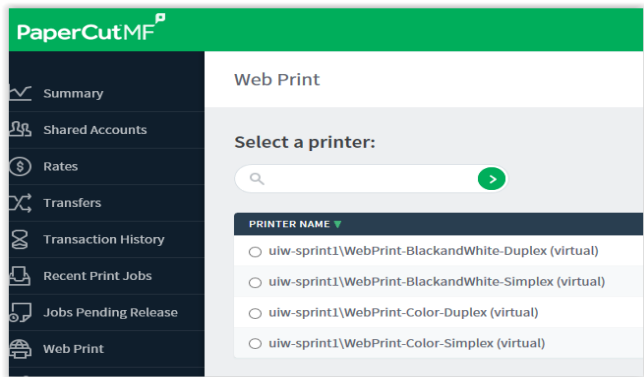 PaperCut MF P
Summary
Shared Accounts
Rates
Transfers
Transaction History
Recent Print Jobs
Jobs Pending Release
Web Print
Web Print
Select a printer:
PRINTER NAME ▼
uiw-sprint1\WebPrint-BlackandWhite-Duplex (virtual)
uiw-sprint1\WebPrint-BlackandWhite-Simplex (virtual)
uiw-sprint1\WebPrint-Color-Duplex (virtual)
uiw-sprint1\WebPrint-Color-Simplex (virtual)